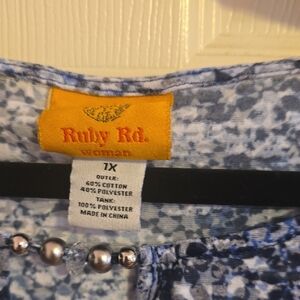 Ruby Rd.
woman
1X
OUTER:
60% COTTON
40% POLYESTER
TANK:
100% POLYESTER
MADE IN CHINA